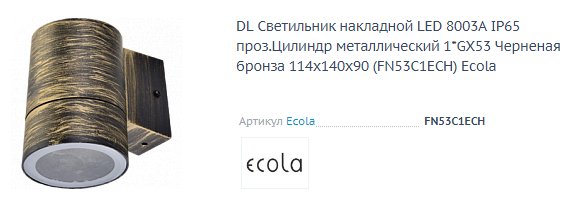 DL Светильник накладной LED 8003A IP65
проз.Цилиндр металлический 1*GX53 Черненая
бронза 114x140x90 (FN53C1ECH) Ecola
Артикул Ecola FN53C1ECH
ecola